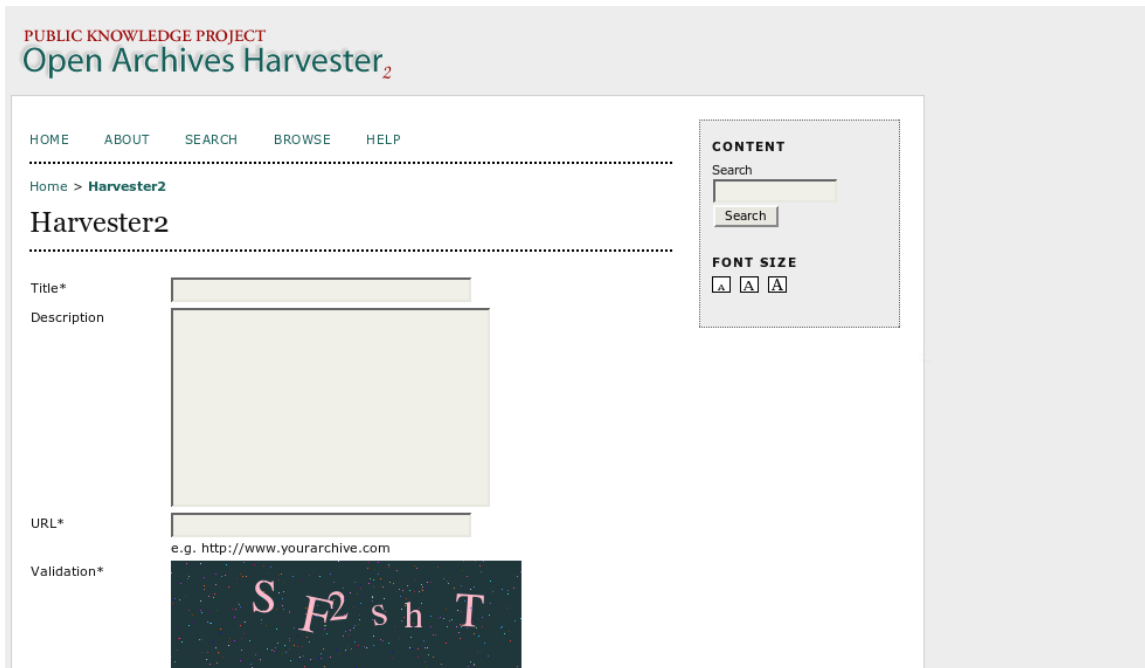 PUBLIC KNOWLEDGE PROJECT
Open Archives Harvester2
HOME ABOUT SEARCH BROWSE HELP
Home > Harvester2
Harvester2
Title*
Description
URL*
e.g. http://www.yourarchive.com
Validation*
S F2 s h T
CONTENT
Search
Search
FONT SIZE
A A A